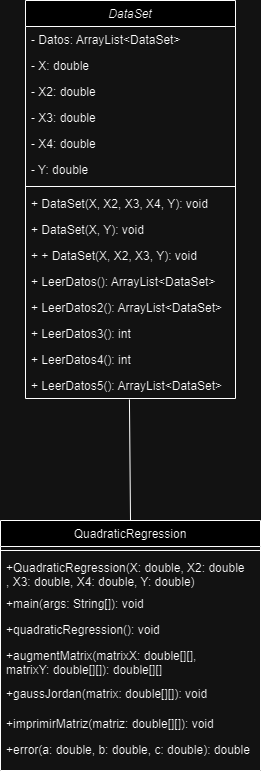 DataSet
- Datos: ArrayList<DataSet>
- X: double
- X2: double
- X3: double
- X4: double
- Y: double
+ DataSet(X, X2, X3, X4, Y): void
+ DataSet(X, Y): void
+ + DataSet(X, X2, X3, Y): void
+ LeerDatos(): ArrayList<DataSet>
+ LeerDatos2(): ArrayList<DataSet>
+ LeerDatos3(): int
+ LeerDatos4(): int
+ LeerDatos5(): ArrayList<DataSet>
QuadraticRegression
+QuadraticRegression(X: double, X2: double
, X3: double, X4: double, Y: double)
+main(args: String[]): void
+quadraticRegression(): void
+augmentMatrix(matrixX: double[][],
matrixY: double[][]): double[][]
+gaussJordan(matrix: double[][]): void
+imprimirMatriz(matriz: double[][]): void
+error(a: double, b: double, c: double): double